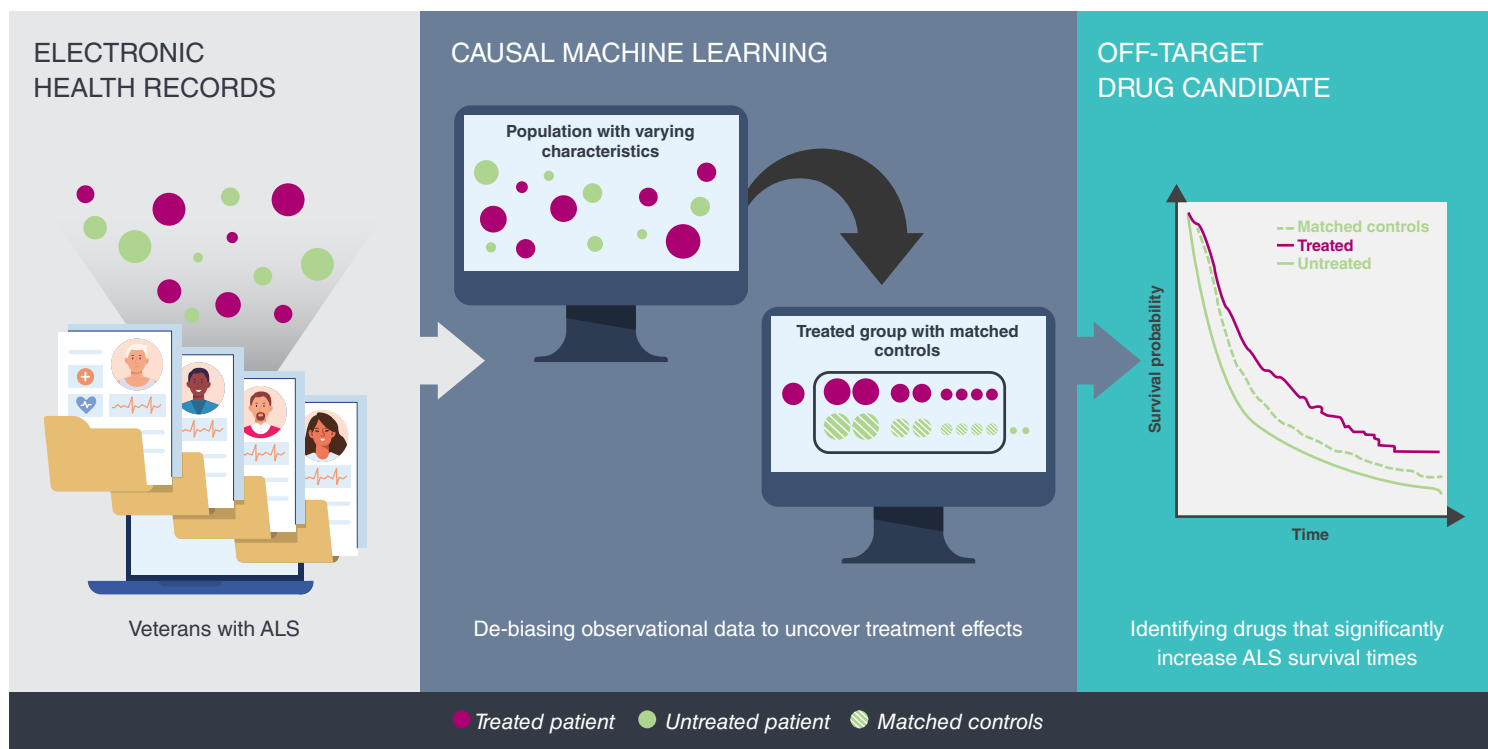 ELECTRONIC
HEALTH RECORDS
Veterans with ALS
CAUSAL MACHINE LEARNING
Population with varying
characteristics
Treated group with matched
controls
De-biasing observational data to uncover treatment effects
OFF-TARGET
DRUG CANDIDATE
Matched controls
Treated
Untreated
Survival probability
Time
Identifying drugs that significantly
increase ALS survival times
Treated patient Untreated patient Matched controls